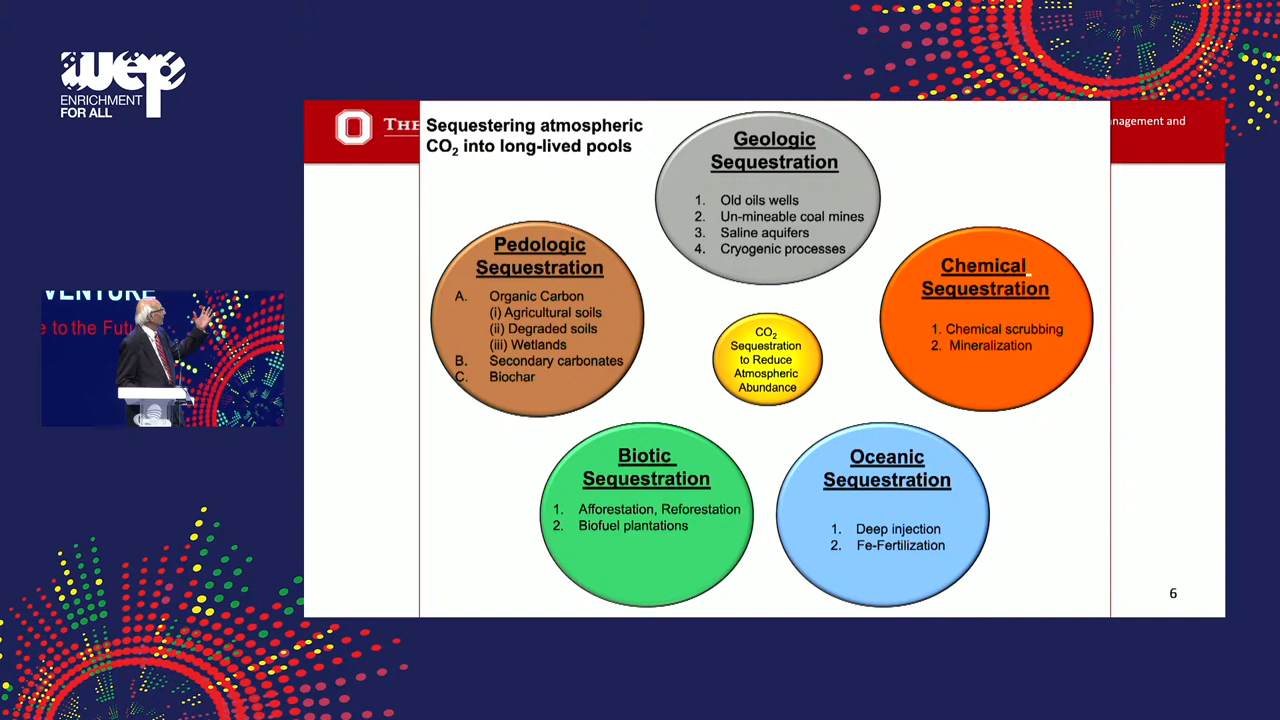 wep
ENRICHMENT
FOR ALL
THE
nagement and
Sequestering atmospheric
CO₂ into long-lived pools
Geologic
Sequestration
1. Old oils wells
2. Un-mineable coal mines
3. Saline aquifers
4. Cryogenic processes
Pedologic
Sequestration
A. Organic Carbon
(i) Agricultural soils
(ii) Degraded soils
(iii) Wetlands
B. Secondary carbonates
C. Biochar
Chemical
Sequestration
1. Chemical scrubbing
2. Mineralization
CO₂
Sequestration
to Reduce
Atmospheric
Abundance
Biotic
Sequestration
1. Afforestation, Reforestation
2. Biofuel plantations
Oceanic
Sequestration
1. Deep injection
2. Fe-Fertilization
6
VENTURE
e to the Futu